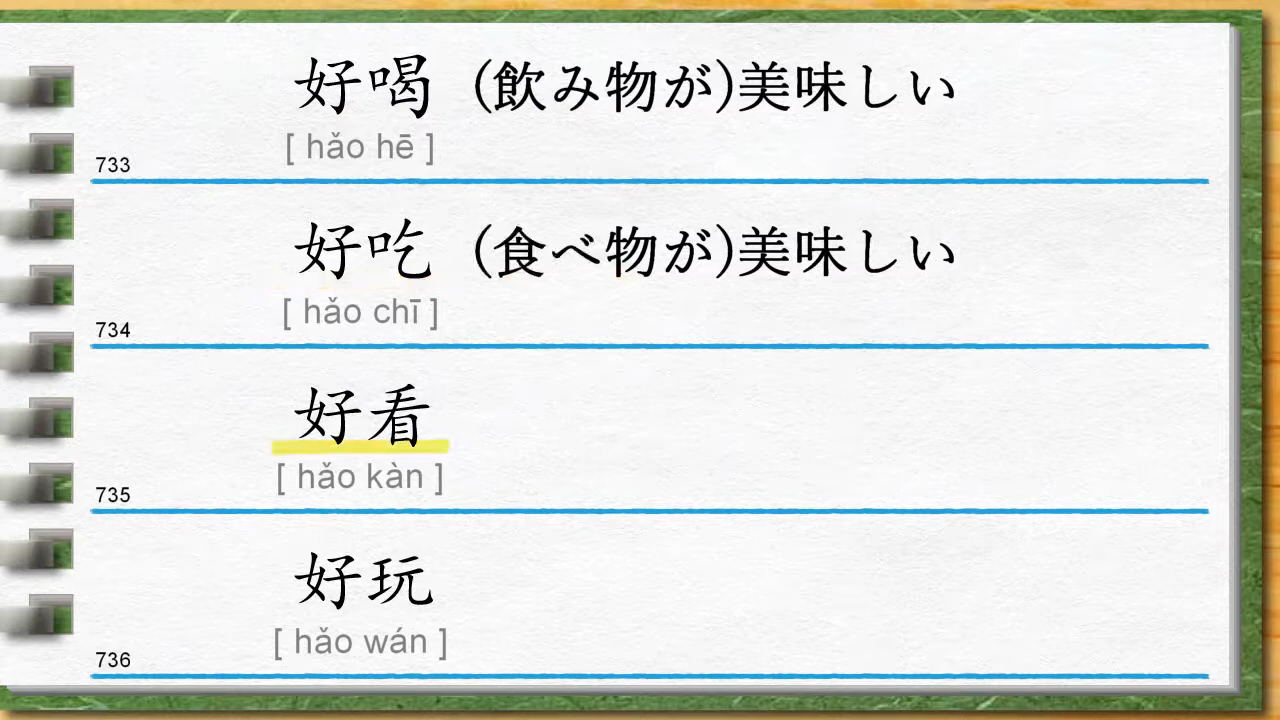 好喝 (飲み物が)美味しい
[ hǎo hē ]
733
好吃 (食べ物が)美味しい
[ hǎo chī ]
734
好看
[ hǎo kàn ]
735
好玩
[ hǎo wán ]
736